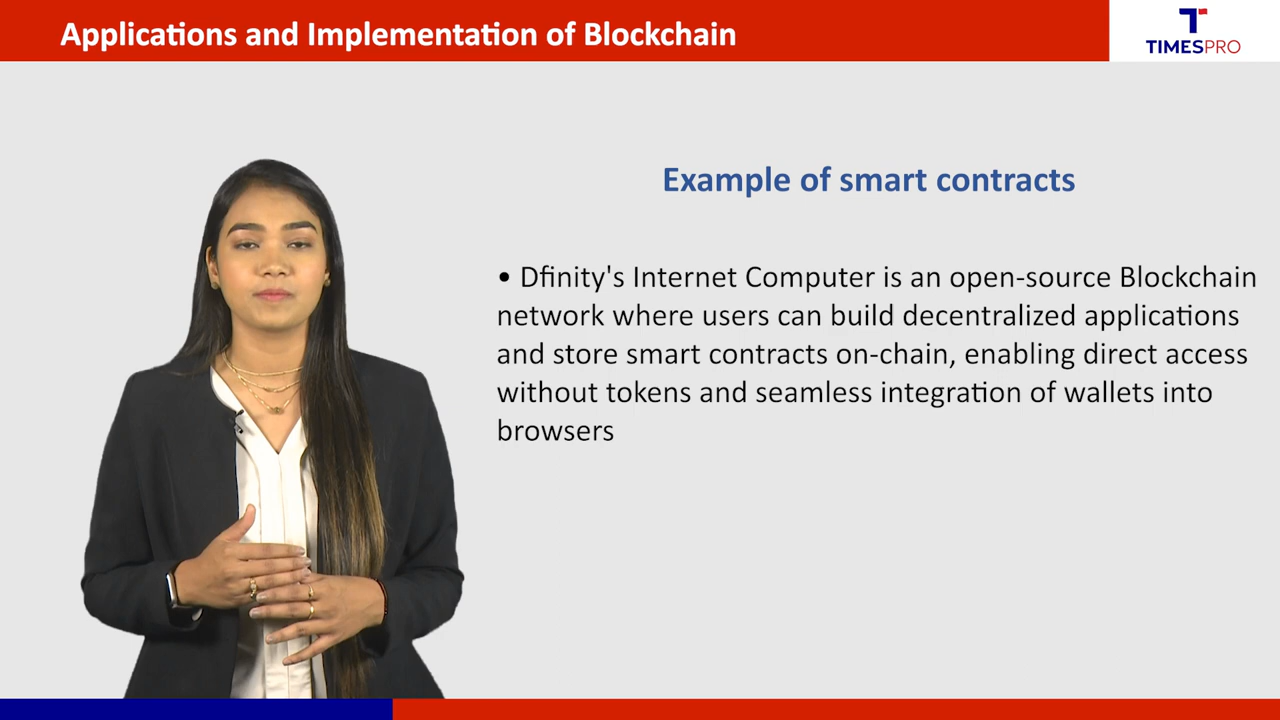 Applications and Implementation of Blockchain
TIMESPRO
Example of smart contracts
• Dfinity's Internet Computer is an open-source Blockchain
network where users can build decentralized applications
and store smart contracts on-chain, enabling direct access
without tokens and seamless integration of wallets into
browsers